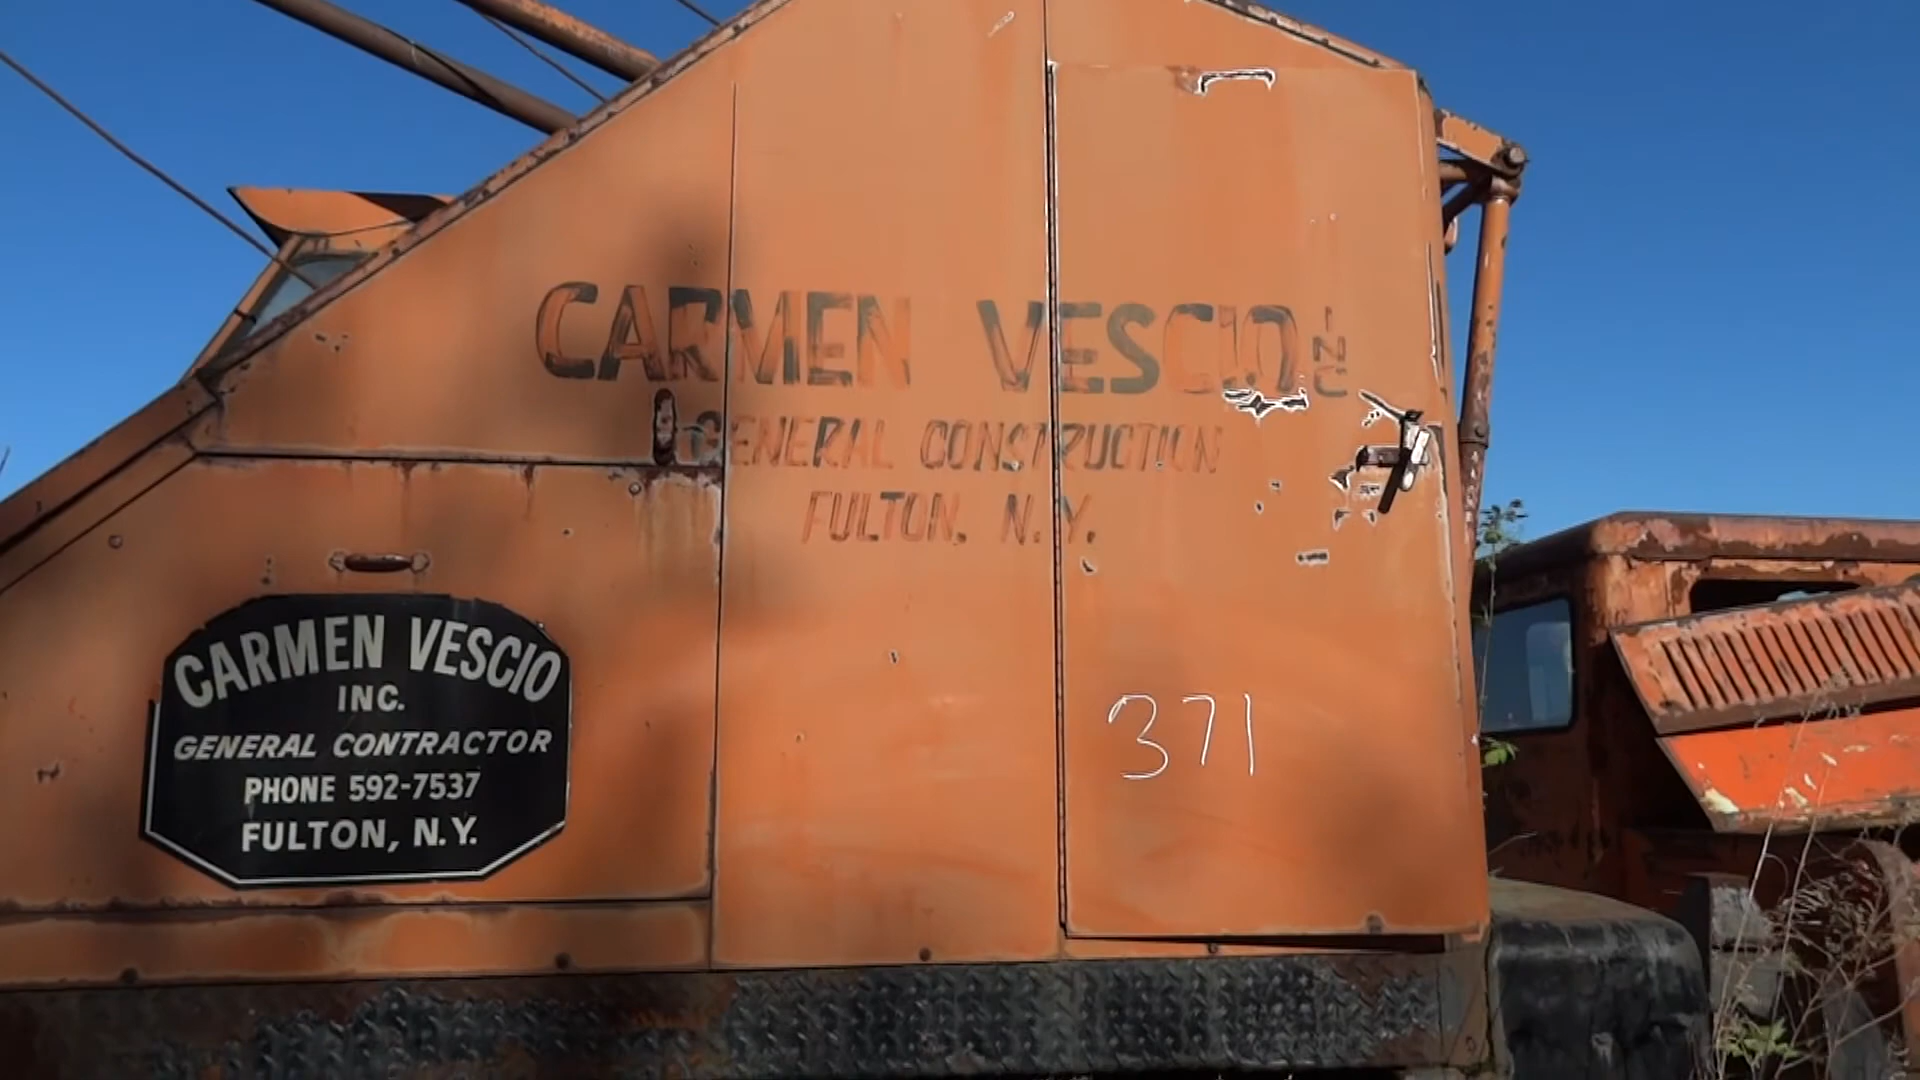 CARMEN VESCIO INC
GENERAL CONSTRUCTION
FULTON, N.Y.
CARMEN VESCIO
INC.
GENERAL CONTRACTOR
PHONE 592-7537
FULTON, N.Y.
371